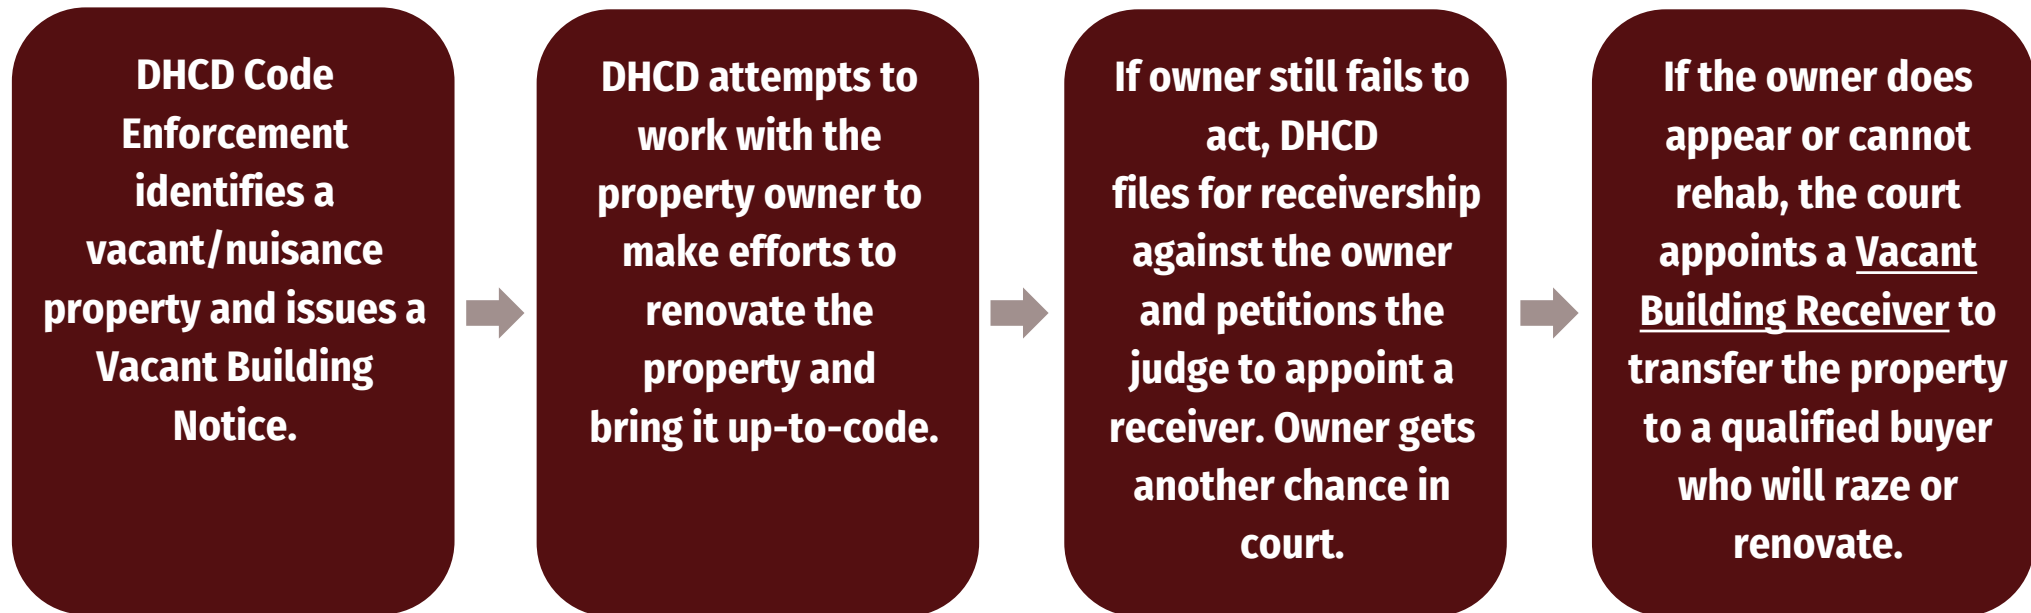 DHCD Code
Enforcement
identifies a
vacant/nuisance
property and issues a
Vacant Building
Notice.
DHCD attempts to
work with the
property owner to
make efforts to
renovate the
property and
bring it up-to-code.
If owner still fails to
act, DHCD
files for receivership
against the owner
and petitions the
judge to appoint a
receiver. Owner gets
another chance in
court.
If the owner does
appear or cannot
rehab, the court
appoints a Vacant
Building Receiver to
transfer the property
to a qualified buyer
who will raze or
renovate.